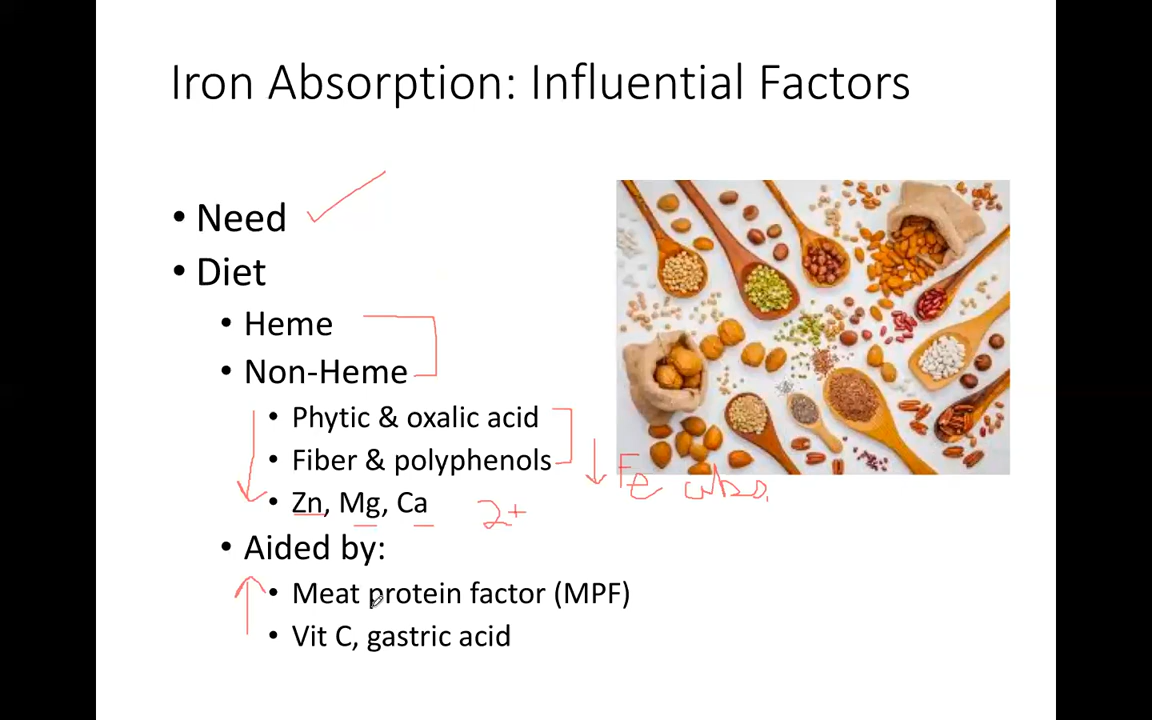 Iron Absorption: Influential Factors
• Need
• Diet
• Heme
• Non-Heme
• Phytic & oxalic acid
• Fiber & polyphenols
Fe abso.
• Zn, Mg, Ca 2+
• Aided by:
• Meat protein factor (MPF)
• Vit C, gastric acid